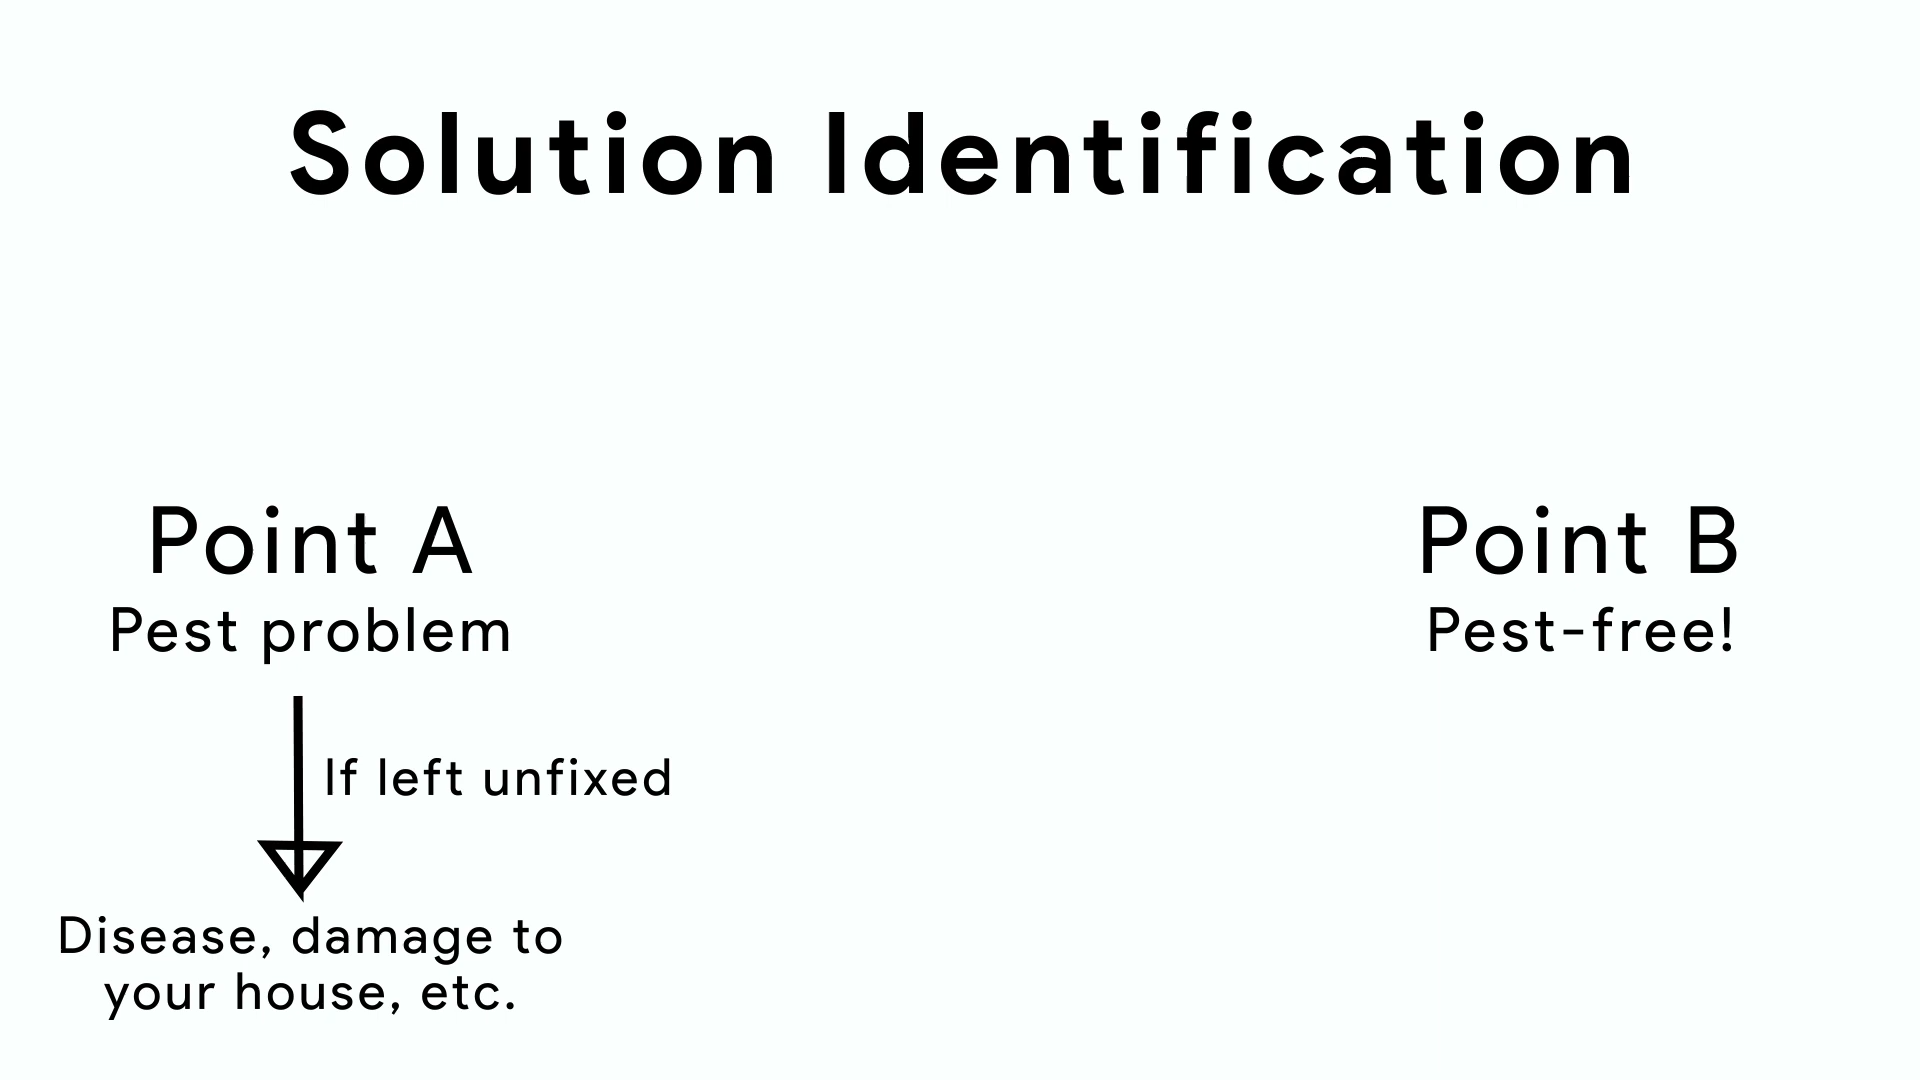 Solution Identification
Point A
Pest problem
Point B
Pest-free!
If left unfixed
Disease, damage to
your house, etc.